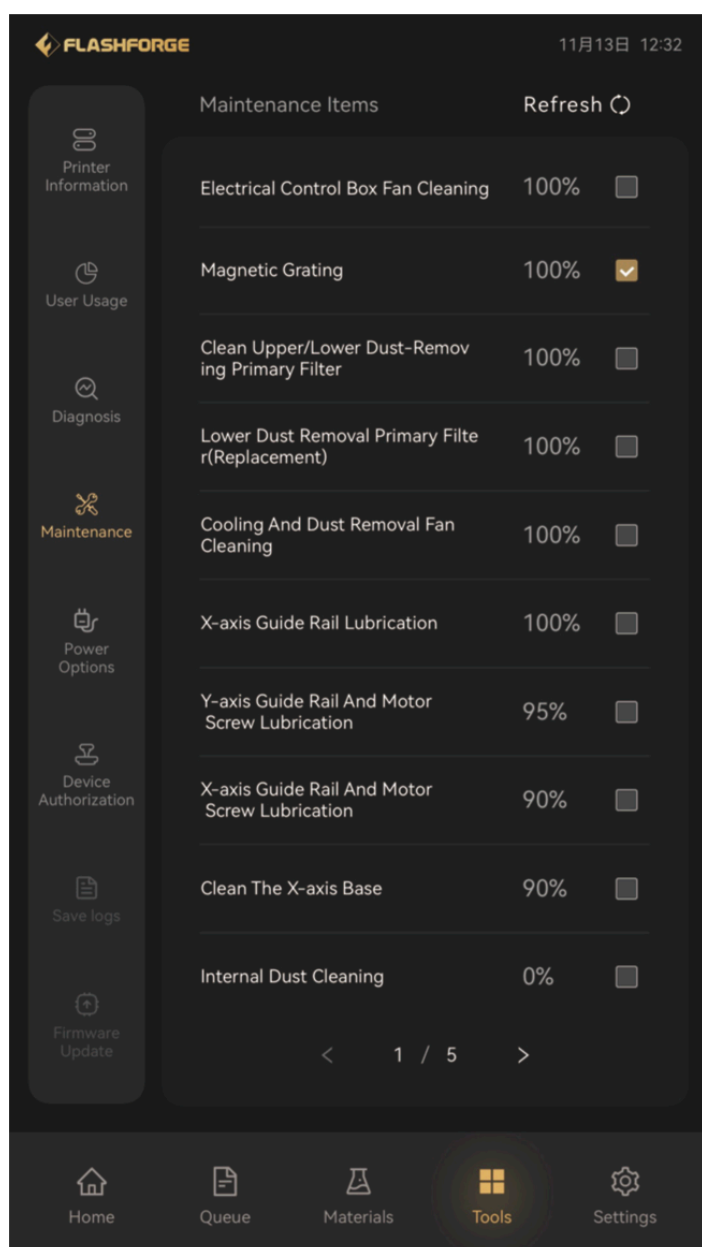 FLASHFORGE
11月13日 12:32
Maintenance Items
Refresh
Printer
Information
User Usage
Diagnosis
Maintenance
Power
Options
Device
Authorization
Save logs
Firmware
Update
Electrical Control Box Fan Cleaning 100%
Magnetic Grating 100%
Clean Upper/Lower Dust-Remov
ing Primary Filter
100%
Lower Dust Removal Primary Filte
r(Replacement)
100%
Cooling And Dust Removal Fan
Cleaning
100%
X-axis Guide Rail Lubrication 100%
Y-axis Guide Rail And Motor
Screw Lubrication
95%
X-axis Guide Rail And Motor
Screw Lubrication
90%
Clean The X-axis Base 90%
Internal Dust Cleaning 0%
< 1 / 5 >
Home
Queue
Materials
Tools
Settings